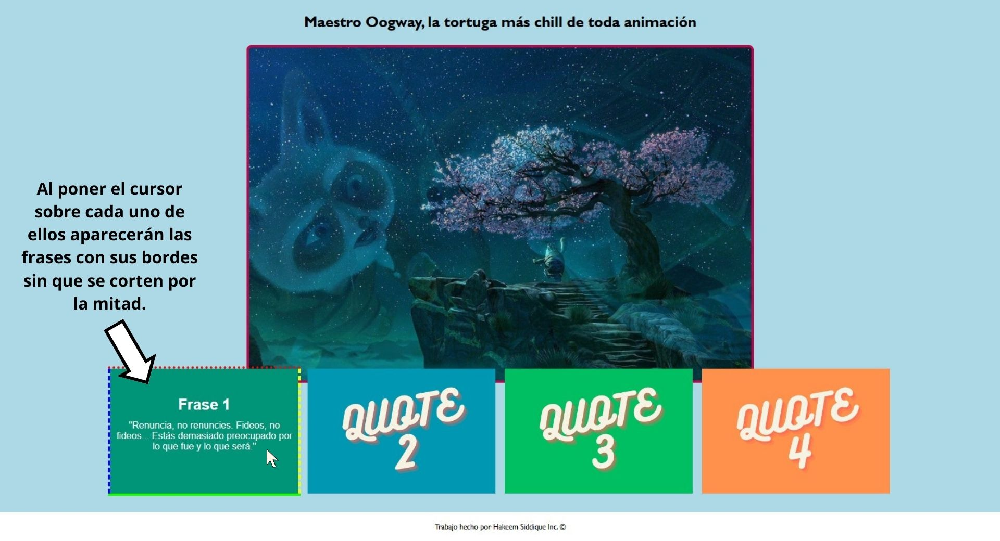 Maestro Oogway, la tortuga más chill de toda animación
Al poner el cursor
sobre cada uno de
ellos aparecerán las
frases con sus bordes
sin que se corten por
la mitad.
Frase 1
"Renuncia, no renuncies. Fideos, no
fideos... Estás demasiado preocupado por
lo que fue y lo que será."
QUOTE
2
QUOTE
3
QUOTE
4
Trabajo hecho por Hakeem Siddique Inc. ©